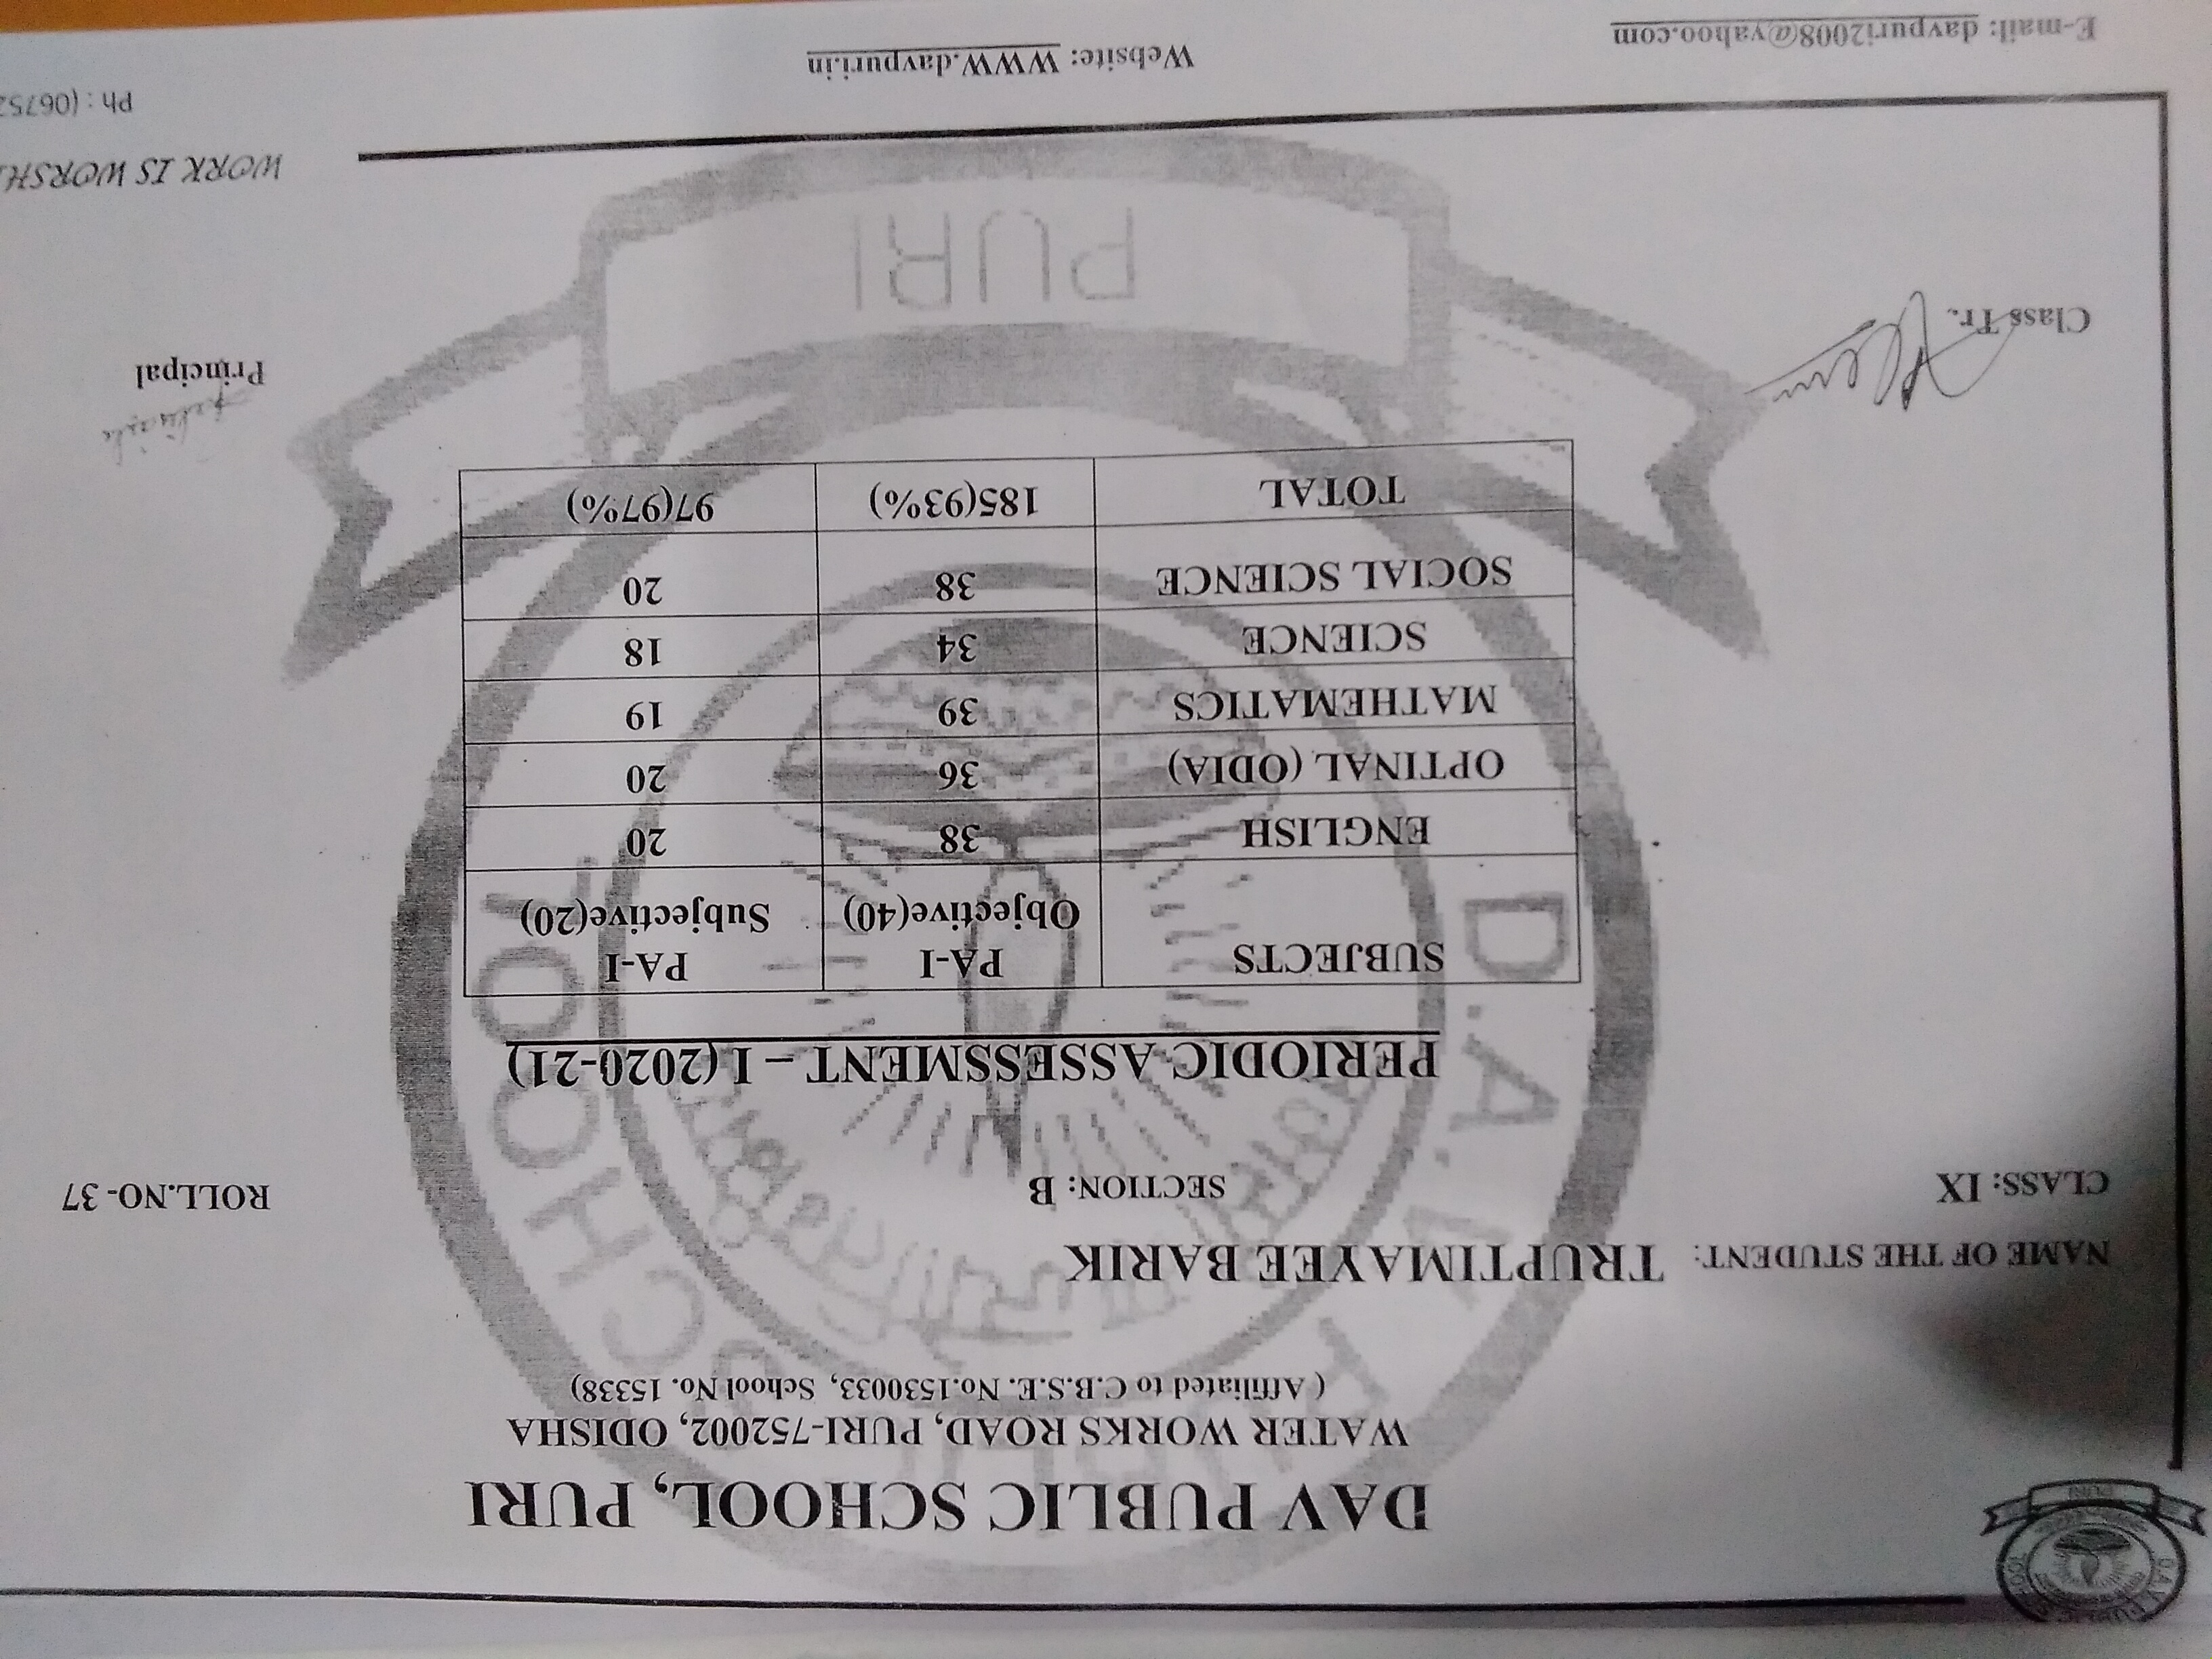 DAV PUBLIC SCHOOL, PURI
WATER WORKS ROAD, PURI-752002, ODISHA
( Affiliated to C.B.S.E. No.1530033, School No. 15338)
NAME OF THE STUDENT: TRUPTIMAYEE BARIK
CLASS: IX SECTION: B ROLL.NO- 37
PERIODIC ASSESSMENT – I (2020-21)
SUBJECTS PA-I Objective(40) PA-I Subjective(20)
ENGLISH 38 20
OPTINAL (ODIA) 36 20
MATHEMATICS 39 19
SCIENCE 34 18
SOCIAL SCIENCE 38 20
TOTAL 185(93%) 97(97%)
Class Tr. Principal
PURI
WORK IS WORSH
Ph : (06752
E-mail: davpuri2008@yahoo.com Website: WWW.davpuri.in